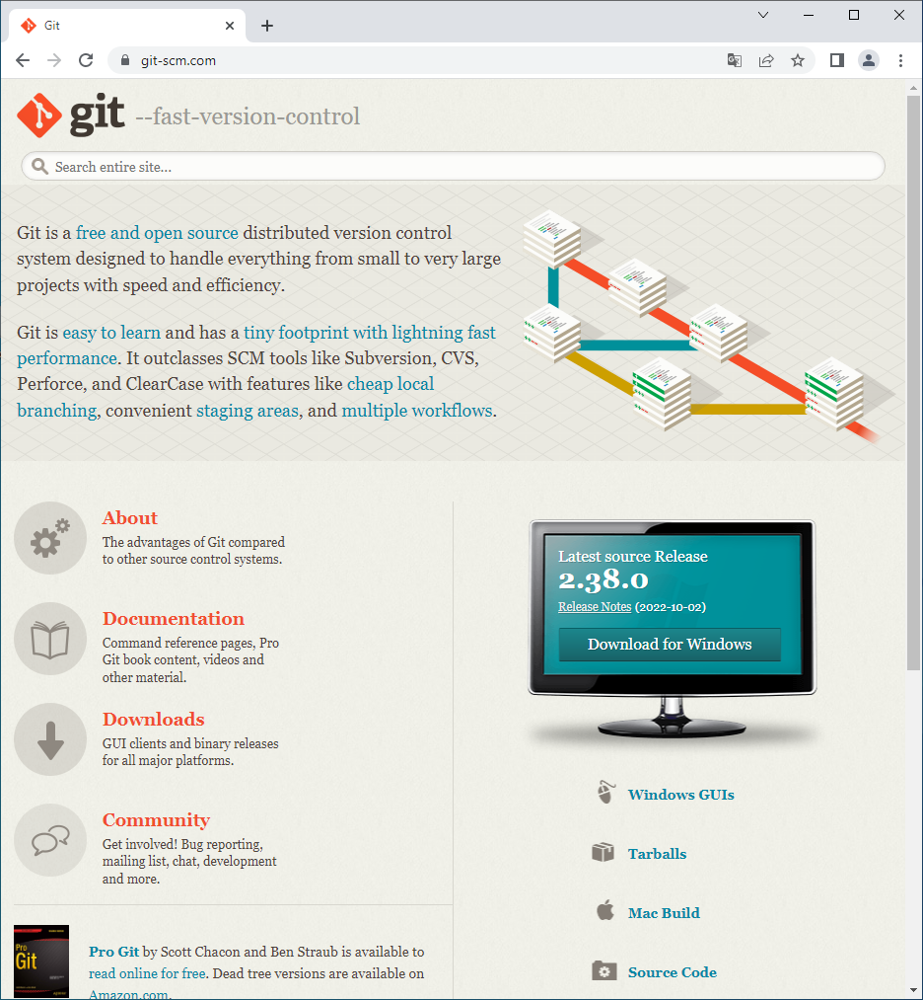 Git
git-scm.com
git --fast-version-control
Search entire site...
Git is a free and open source distributed version control
system designed to handle everything from small to very large
projects with speed and efficiency.
Git is easy to learn and has a tiny footprint with lightning fast
performance. It outclasses SCM tools like Subversion, CVS,
Perforce, and ClearCase with features like cheap local
branching, convenient staging areas, and multiple workflows.
About
The advantages of Git compared
to other source control systems.
Documentation
Command reference pages, Pro
Git book content, videos and
other material.
Downloads
GUI clients and binary releases
for all major platforms.
Community
Get involved! Bug reporting,
mailing list, chat, development
and more.
Pro
Git
Pro Git by Scott Chacon and Ben Straub is available to
read online for free. Dead tree versions are available on
Amazon.com.
Latest source Release
2.38.0
Release Notes (2022-10-02)
Download for Windows
Windows GUIs
Tarballs
Mac Build
Source Code